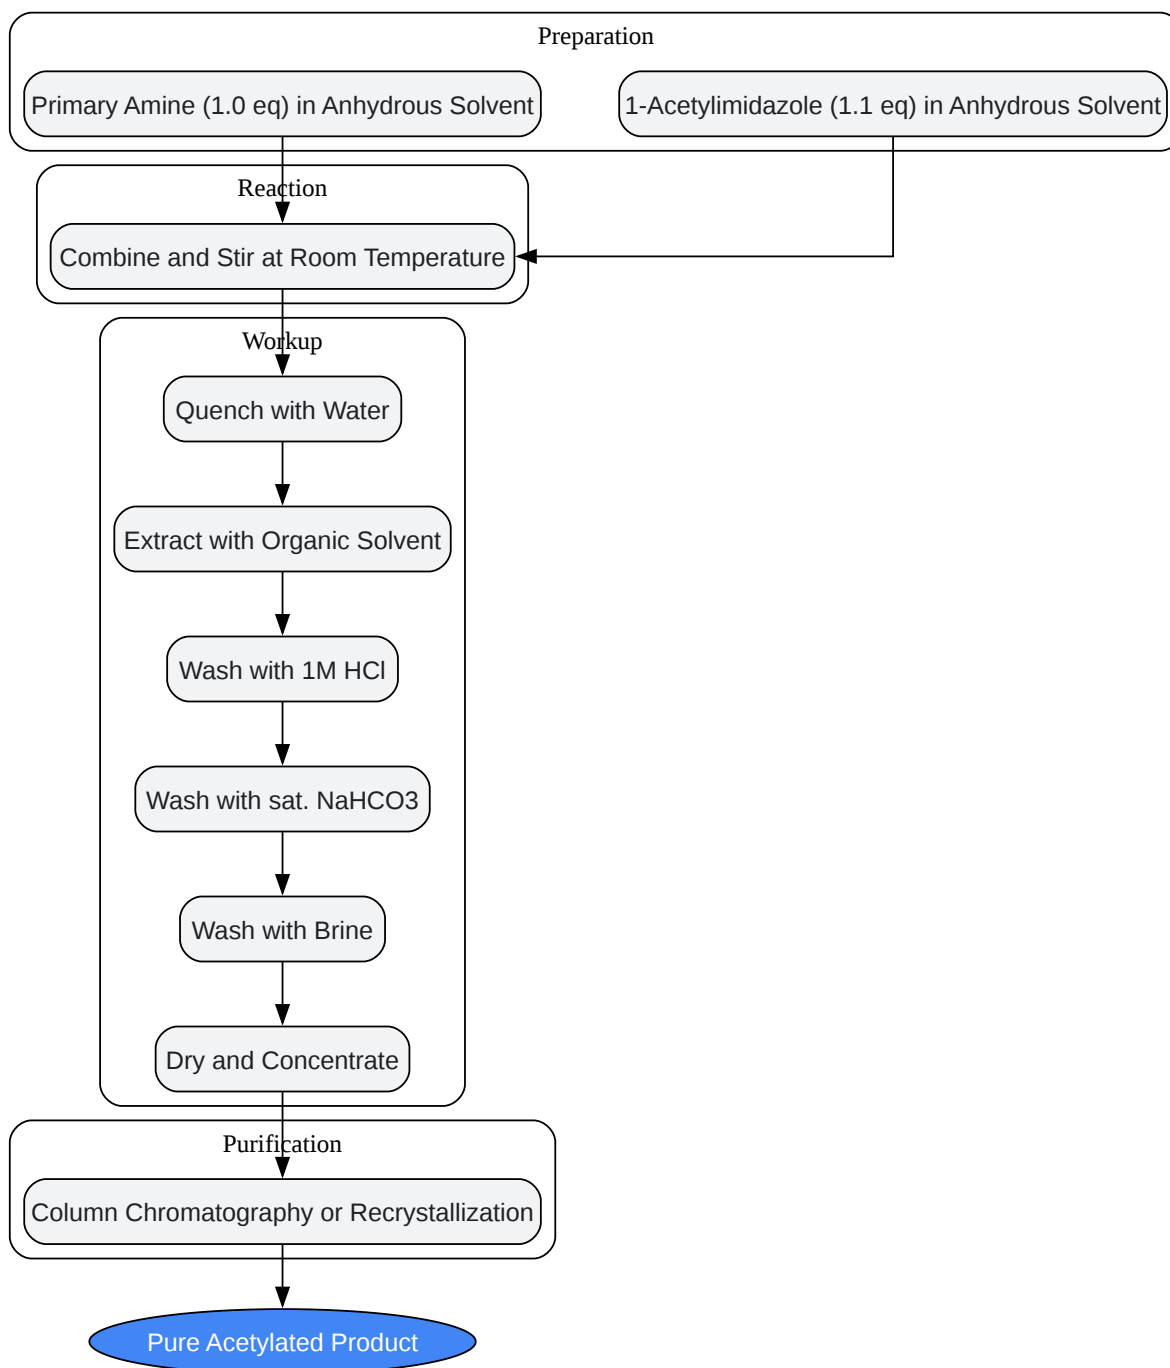 Preparation
Primary Amine (1.0 eq) in Anhydrous Solvent
1-Acetylimidazole (1.1 eq) in Anhydrous Solvent
Reaction
Combine and Stir at Room Temperature
Workup
Quench with Water
Extract with Organic Solvent
Wash with 1M HCl
Wash with sat. NaHCO3
Wash with Brine
Dry and Concentrate
Purification
Column Chromatography or Recrystallization
Pure Acetylated Product